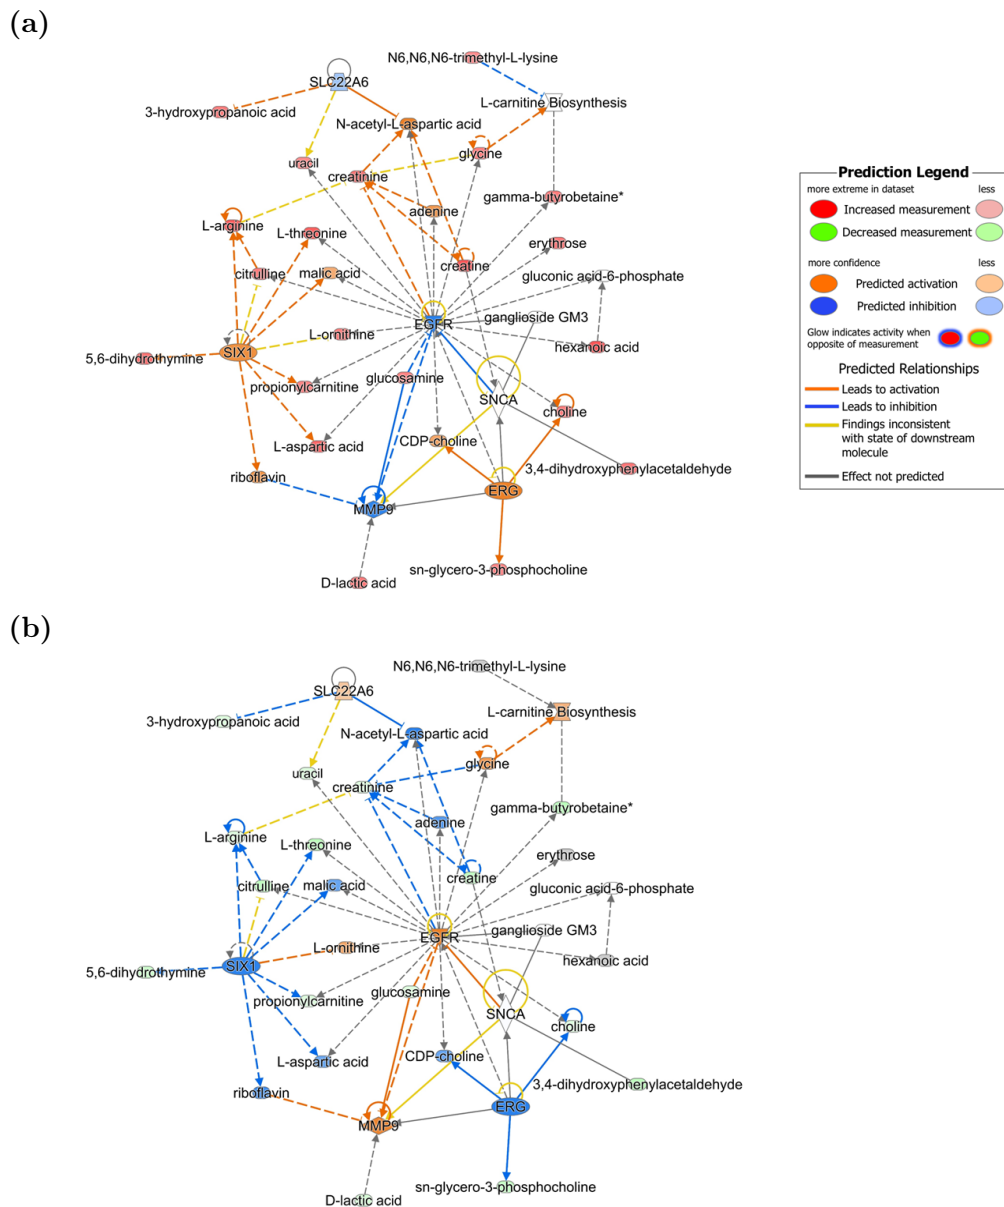 (a)
N6,N6,N6-trimethyl-L-lysine
SLC22A6
L-carnitine Biosynthesis
3-hydroxypropanoic acid
N-acetyl-L-aspartic acid
glycine
uracil
creatinine
gamma-butyrobetaine*
adenine
L-arginine
L-threonine
erythrose
creatine
citrulline
malic acid
gluconic acid-6-phosphate
ganglioside GM3
EGFR
L-ornithine
hexanoic acid
SIX1
5,6-dihydrothymine
glucosamine
propionylcarnitine
SNCA
choline
CDP-choline
L-aspartic acid
3,4-dihydroxyphenylacetaldehyde
riboflavin
ERG
MMP9
sn-glycero-3-phosphocholine
D-lactic acid
Prediction Legend
more extreme in dataset less
Increased measurement
Decreased measurement
more confidence less
Predicted activation
Predicted inhibition
Glow indicates activity when
opposite of measurement
Predicted Relationships
Leads to activation
Leads to inhibition
Findings inconsistent
with state of downstream
molecule
Effect not predicted
(b)
N6,N6,N6-trimethyl-L-lysine
SLC22A6
L-carnitine Biosynthesis
3-hydroxypropanoic acid
N-acetyl-L-aspartic acid
glycine
uracil
creatinine
gamma-butyrobetaine*
adenine
L-arginine
L-threonine
erythrose
creatine
citrulline
malic acid
gluconic acid-6-phosphate
ganglioside GM3
EGFR
L-ornithine
hexanoic acid
SIX1
5,6-dihydrothymine
glucosamine
propionylcarnitine
SNCA
choline
CDP-choline
L-aspartic acid
3,4-dihydroxyphenylacetaldehyde
riboflavin
ERG
MMP9
sn-glycero-3-phosphocholine
D-lactic acid